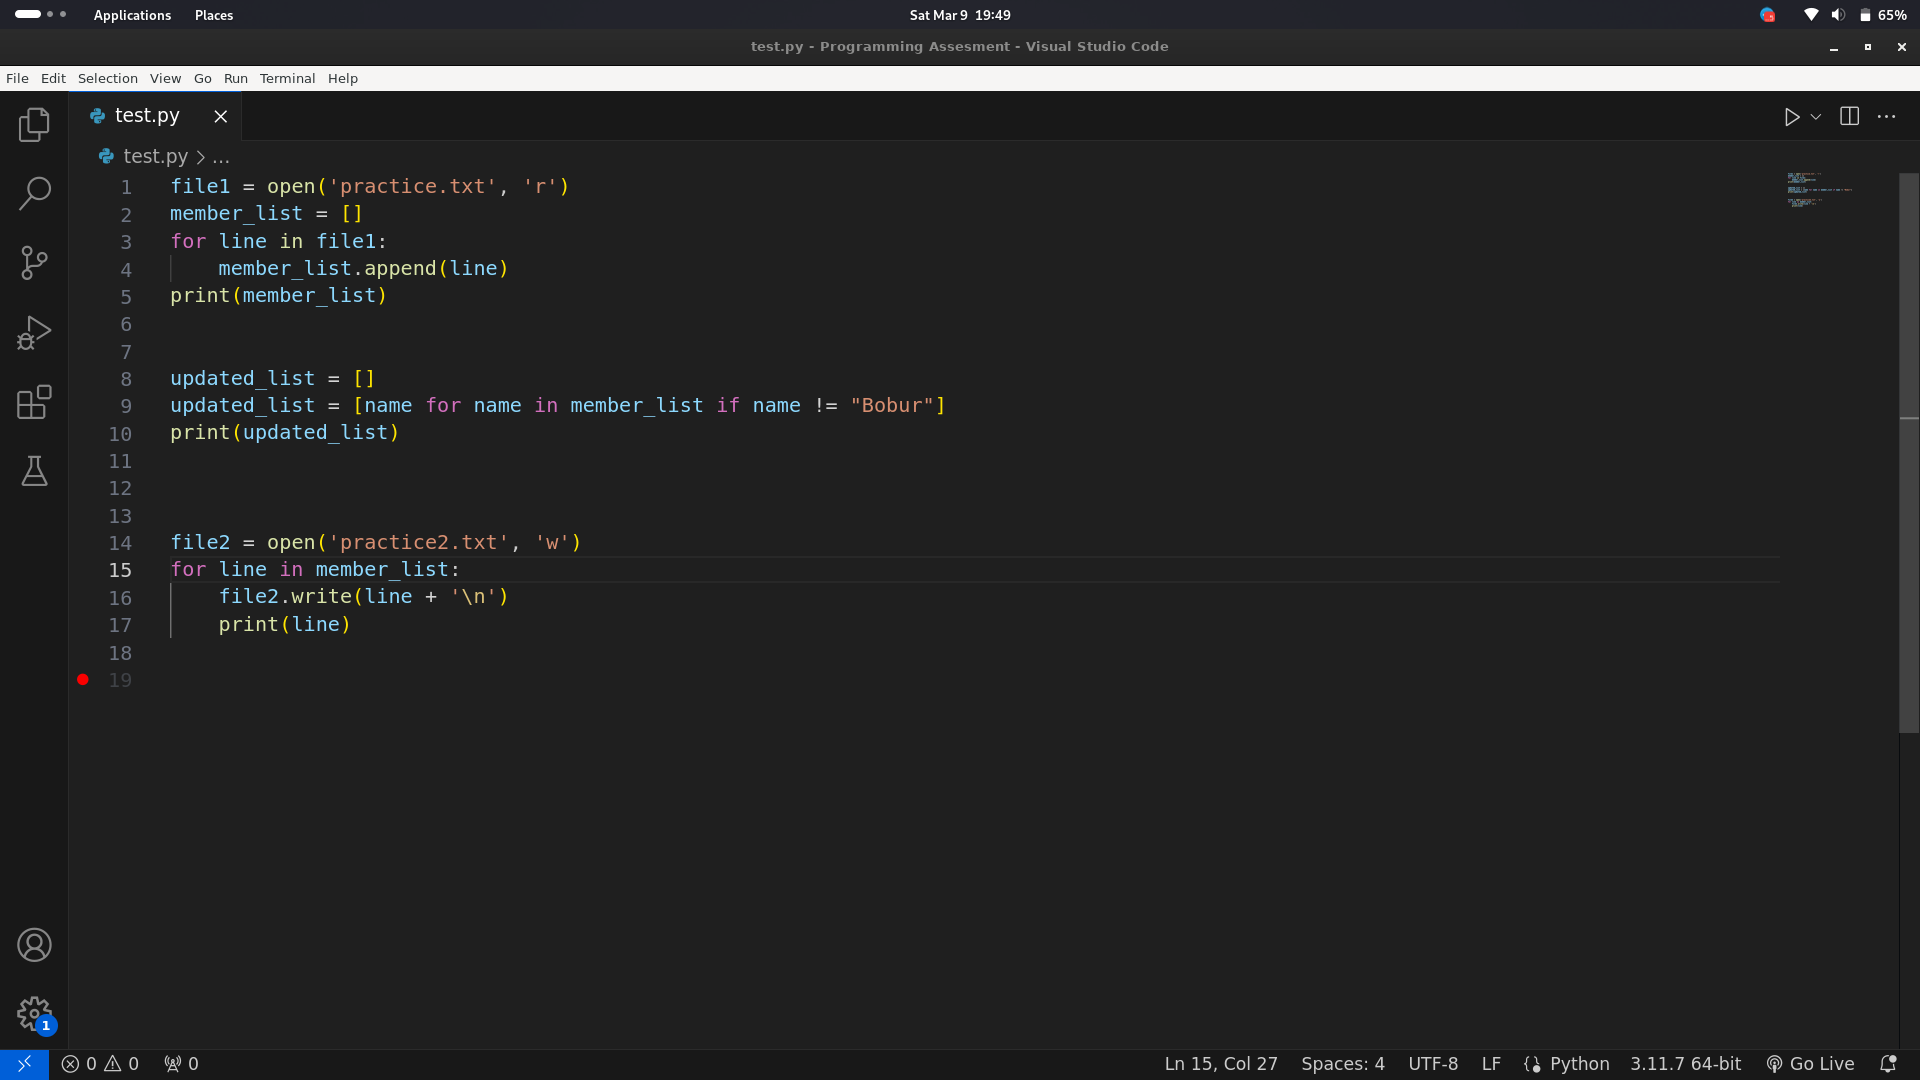 Applications Places
Sat Mar 9 19:49
65%
test.py - Programming Assesment - Visual Studio Code
File Edit Selection View Go Run Terminal Help
test.py
test.py > ...
1 file1 = open('practice.txt', 'r')
2 member_list = []
3 for line in file1:
4     member_list.append(line)
5 print(member_list)
6
7
8 updated_list = []
9 updated_list = [name for name in member_list if name != "Bobur"]
10 print(updated_list)
11
12
13
14 file2 = open('practice2.txt', 'w')
15 for line in member_list:
16     file2.write(line + '\n')
17     print(line)
18
19
1
0 0 0 Ln 15, Col 27 Spaces: 4 UTF-8 LF {} Python 3.11.7 64-bit Go Live